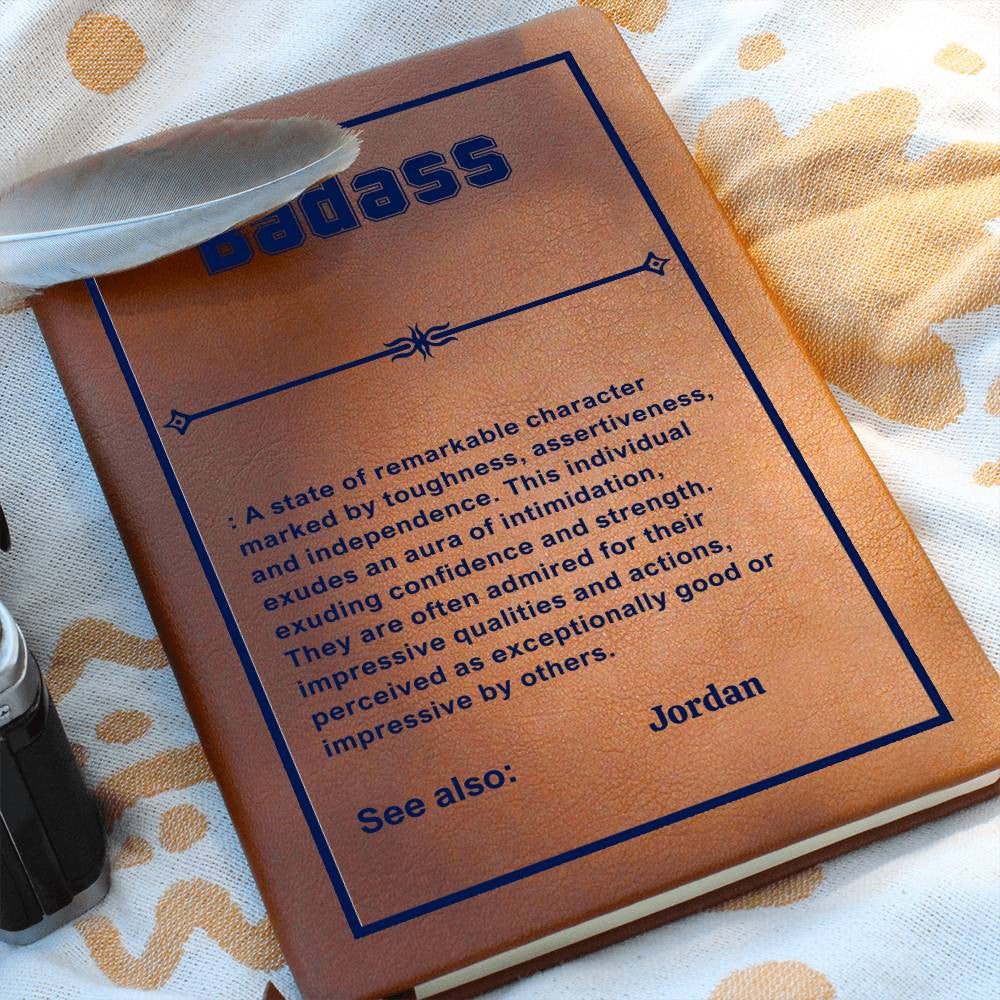 Badass
: A state of remarkable character
marked by toughness, assertiveness,
and independence. This individual
exudes an aura of intimidation,
exuding confidence and strength.
They are often admired for their
impressive qualities and actions,
perceived as exceptionally good or
impressive by others.
Jordan
See also: